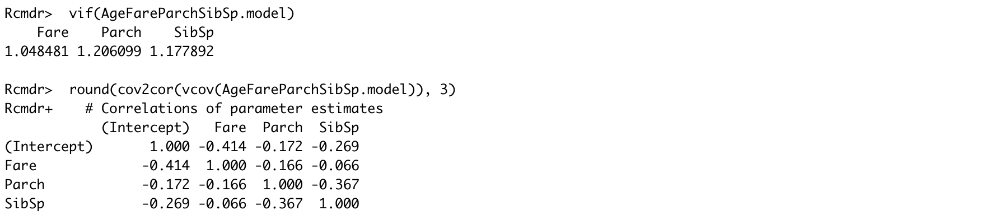 Rcmdr>  vif(AgeFareParchSibSp.model)
    Fare    Parch    SibSp
1.048481 1.206099 1.177892

Rcmdr>  round(cov2cor(vcov(AgeFareParchSibSp.model)), 3)
Rcmdr+    # Correlations of parameter estimates
            (Intercept)   Fare  Parch  SibSp
(Intercept)       1.000 -0.414 -0.172 -0.269
Fare             -0.414  1.000 -0.166 -0.066
Parch            -0.172 -0.166  1.000 -0.367
SibSp            -0.269 -0.066 -0.367  1.000